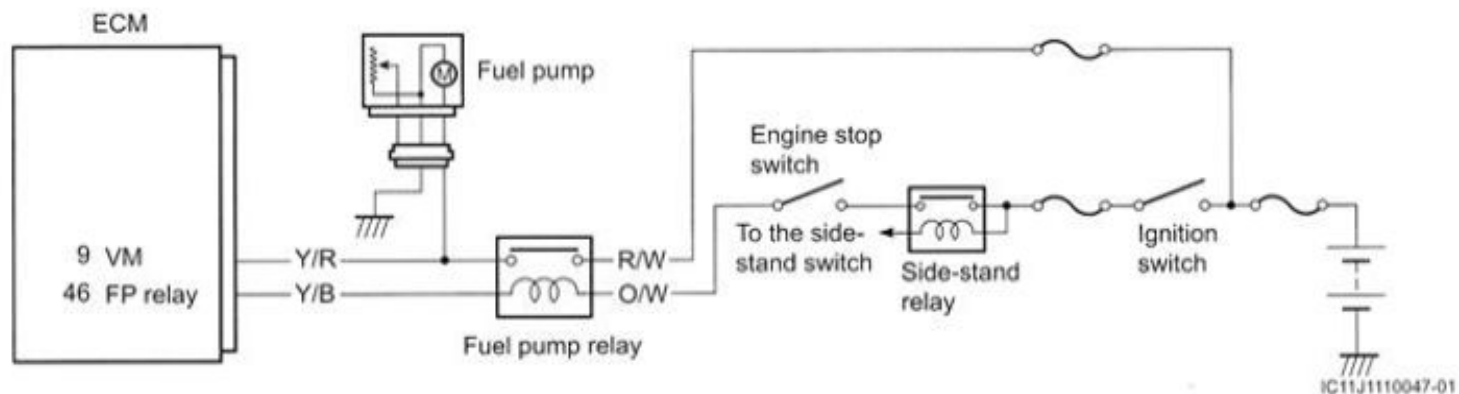 ECM
Fuel pump
M
Engine stop
switch
9 VM
Y/R
R/W
To the side-
stand switch
Side-stand
relay
Ignition
switch
46 FP relay
Y/B
O/W
Fuel pump relay
IC11J1110047-01